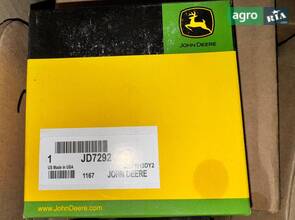 agro RIA
JOHN DEERE
1 JD7292
US Made in USA
1167 JOHN DEERE
www.JohnDeere.com